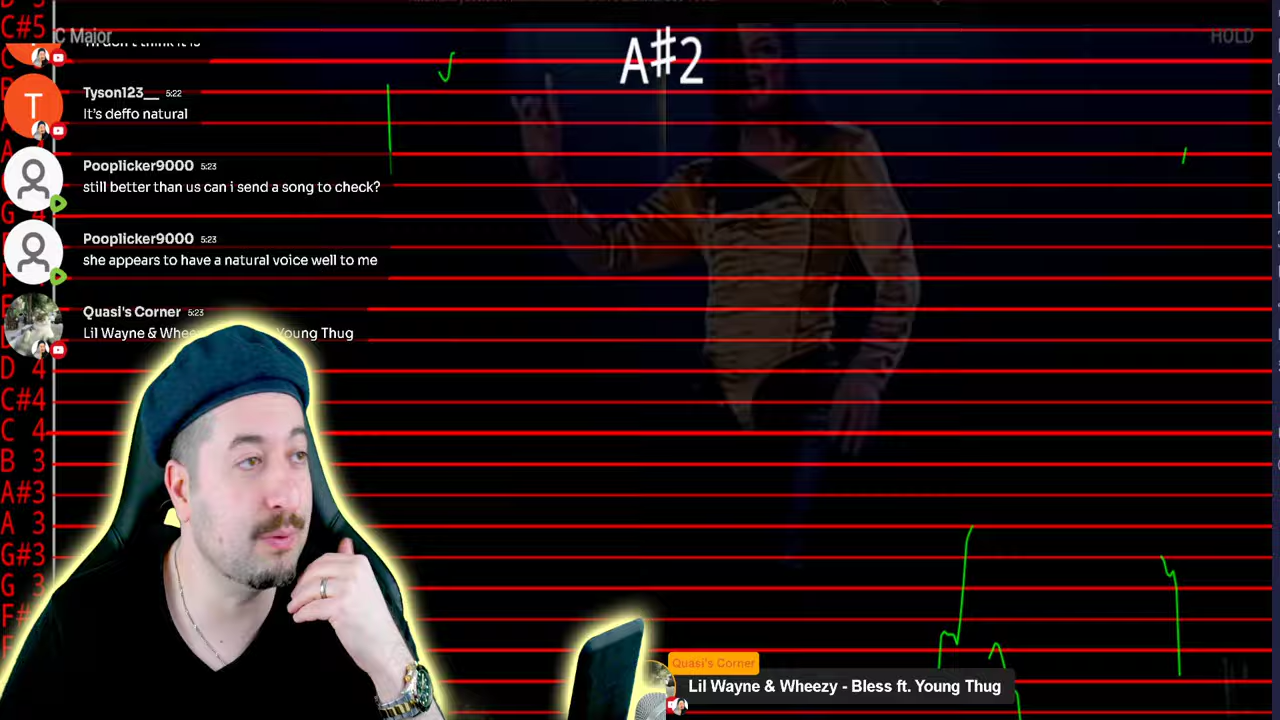 C#5
C Major
A#2
HOLD
Tyson123__ 5:22
It's deffo natural
Pooplicker9000 5:23
still better than us can i send a song to check?
G 4
Pooplicker9000 5:23
she appears to have a natural voice well to me
Quasi's Corner 5:23
Lil Wayne & Whee Young Thug
D 4
C#4
C 4
B 3
A#3
A 3
G#3
G 3
F#
Quasi's Corner
Lil Wayne & Wheezy - Bless ft. Young Thug